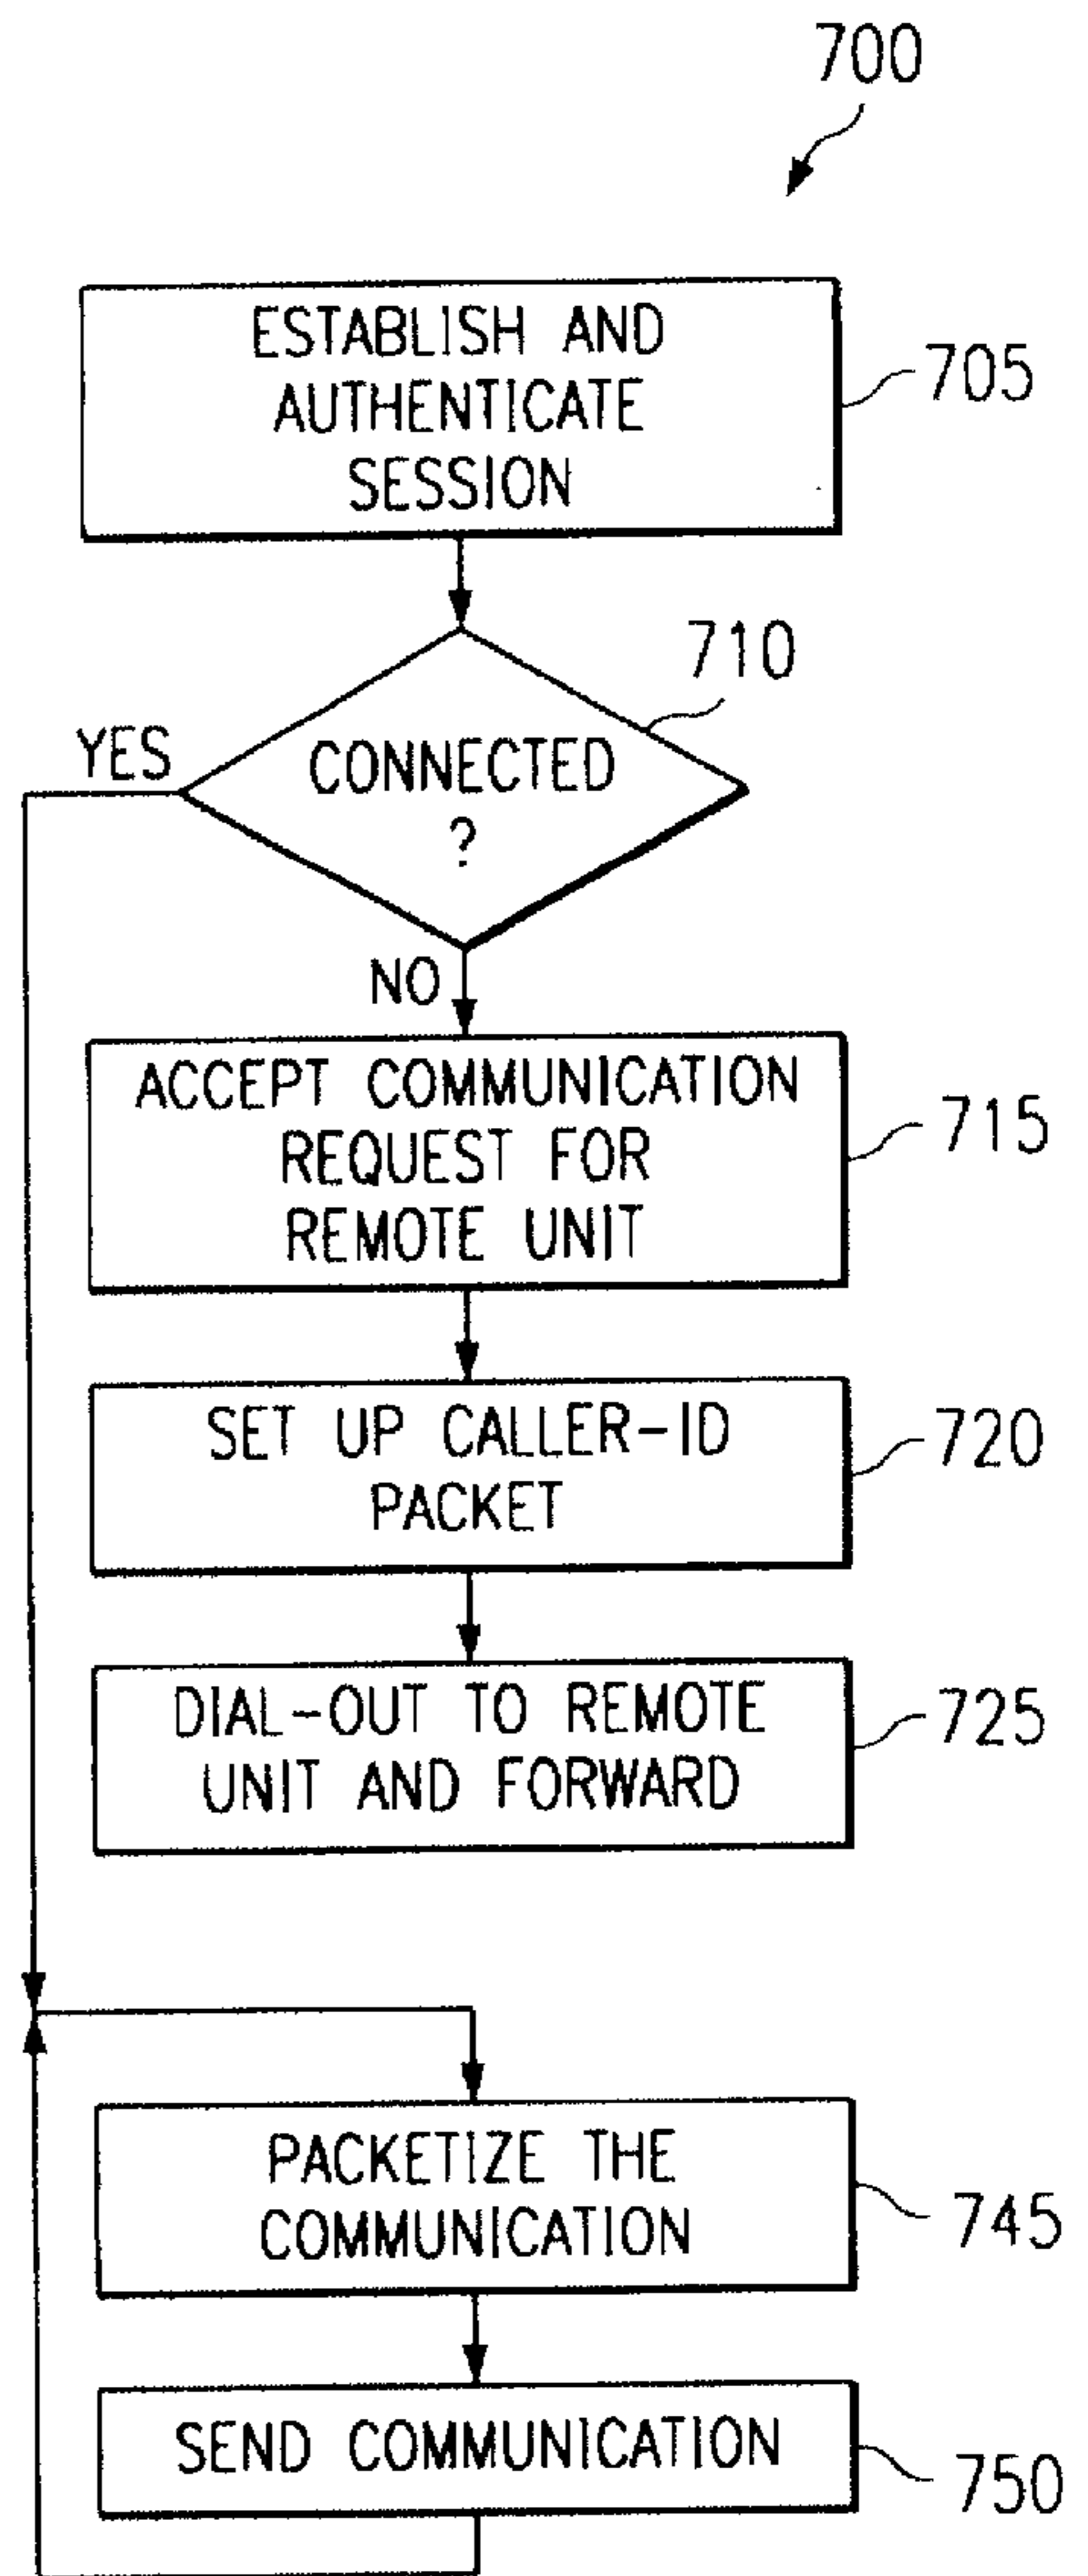 700
ESTABLISH AND
AUTHENTICATE
SESSION
705
710
YES
CONNECTED
?
NO
ACCEPT COMMUNICATION
REQUEST FOR
REMOTE UNIT
715
SET UP CALLER-ID
PACKET
720
DIAL-OUT TO REMOTE
UNIT AND FORWARD
725
PACKETIZE THE
COMMUNICATION
745
SEND COMMUNICATION
750